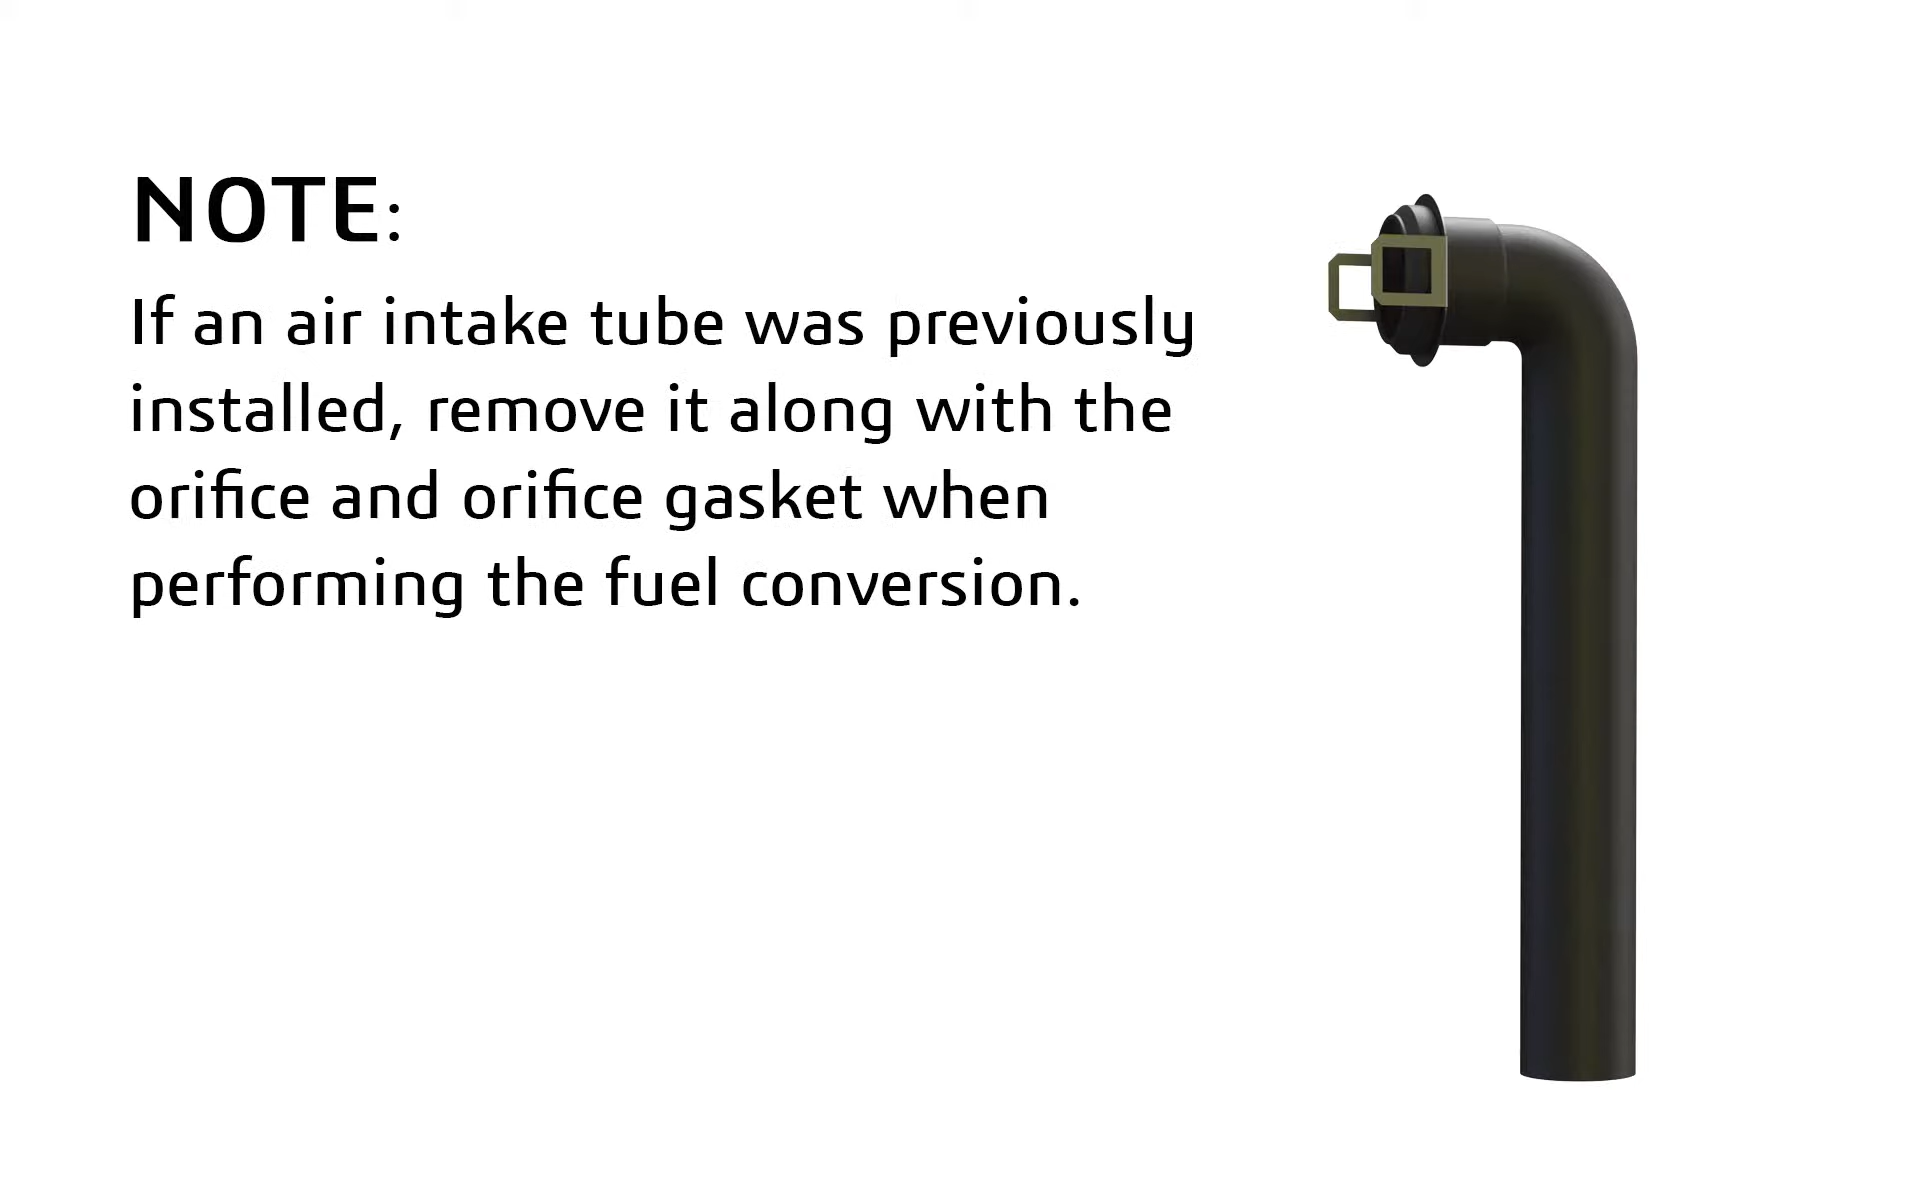 NOTE:
If an air intake tube was previously
installed, remove it along with the
orifice and orifice gasket when
performing the fuel conversion.